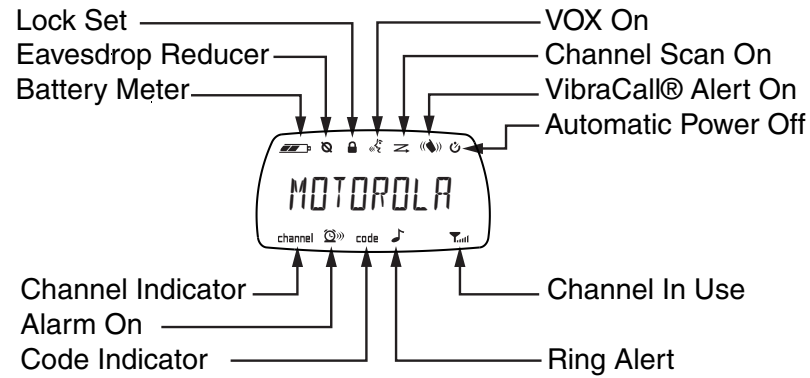 Lock Set
Eavesdrop Reducer
Battery Meter
VOX On
Channel Scan On
VibraCall® Alert On
Automatic Power Off
MOTOROLA
channel
code
Channel Indicator
Alarm On
Code Indicator
Channel In Use
Ring Alert